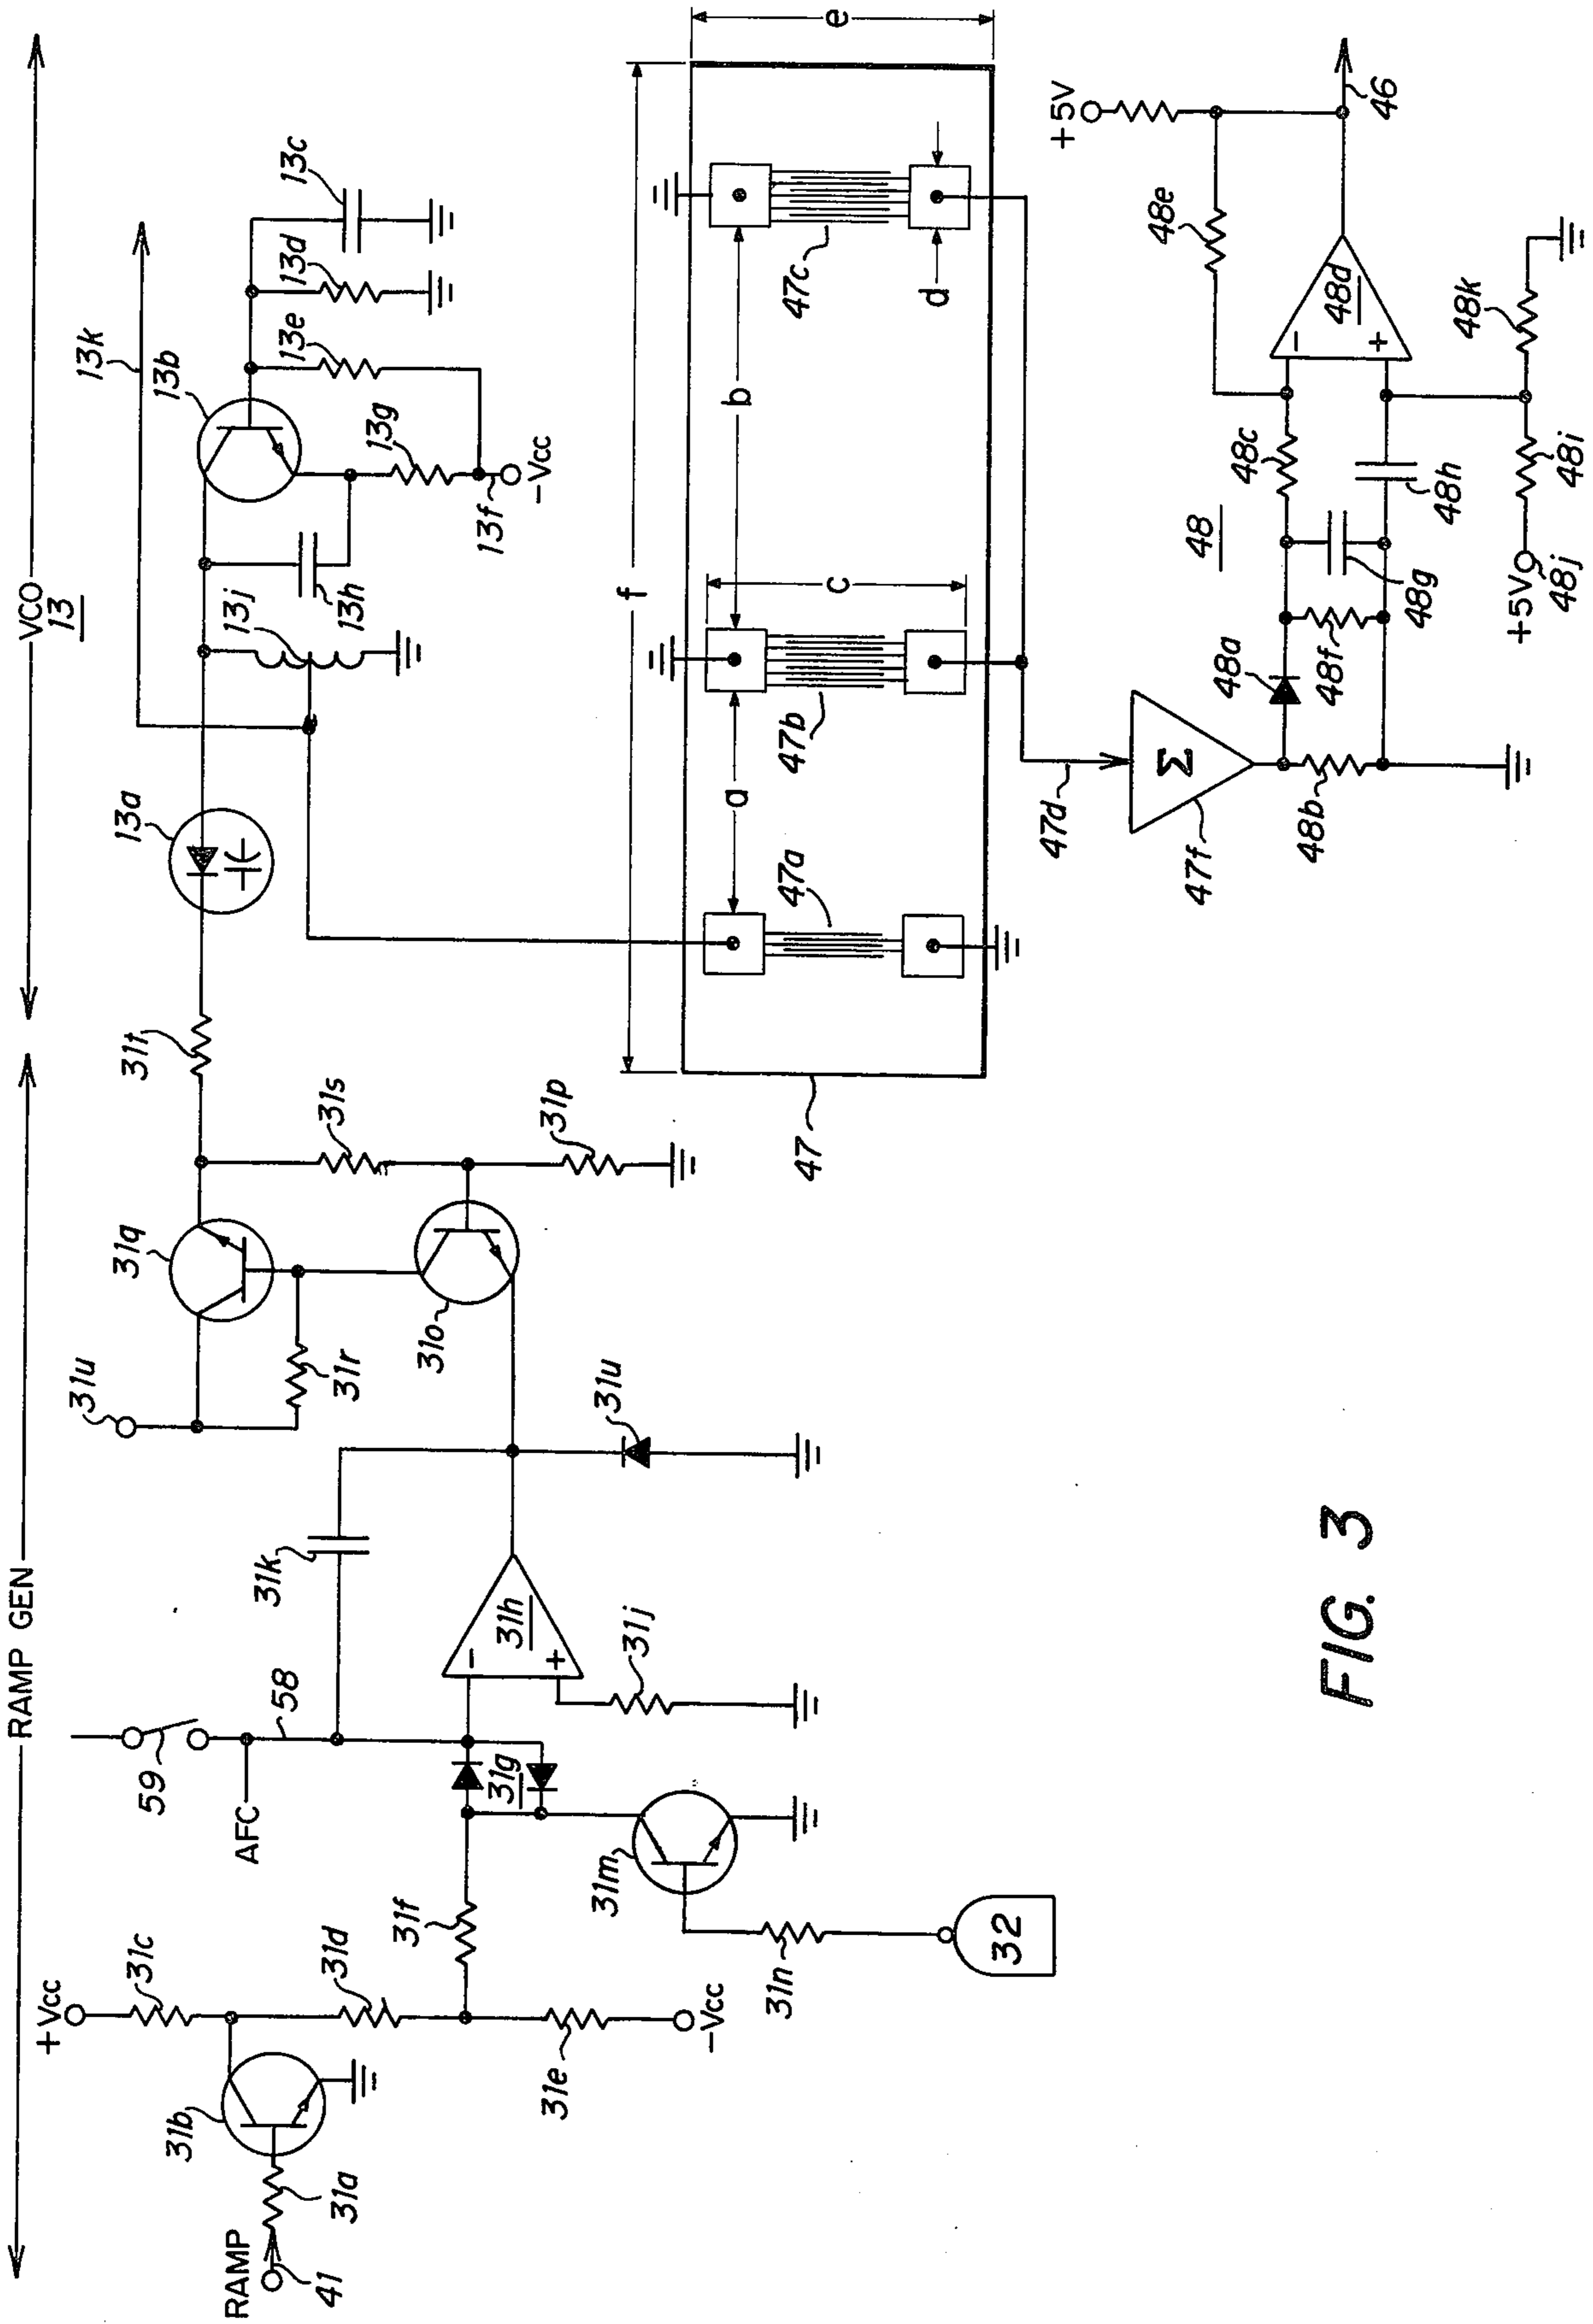 RAMP GEN
VCO
13
RAMP
41
31a
31b
+Vcc
31c
31d
31e
-Vcc
31f
AFC
59
58
31g
31m
31n
32
31k
31h
-
+
31j
31u
31r
31u
31q
31o
31s
31p
31t
13a
13k
13b
13j
13h
13g
13f
-Vcc
13e
13d
13c
f
e
a
b
c
d
47a
47b
47c
47
47d
Σ
47f
48
48a
48b
48f
48g
48c
48h
48e
48d
-
+
+5V
46
48k
48i
+5V
48j
FIG. 3